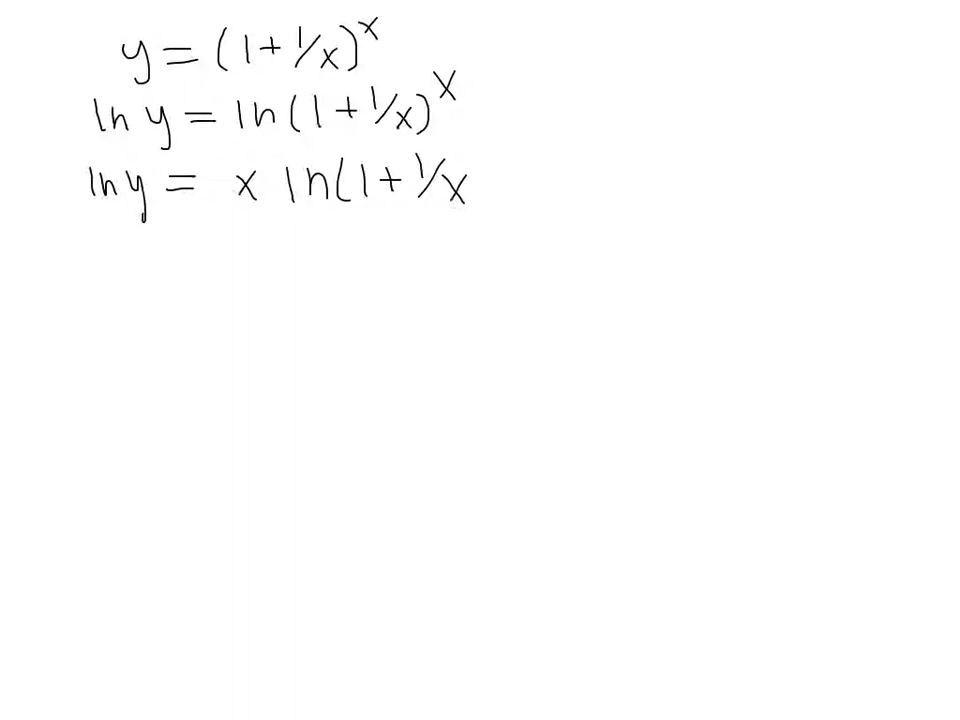 y = (1 + 1/x)^x
ln y = ln(1 + 1/x)^x
ln y = x ln(1 + 1/x